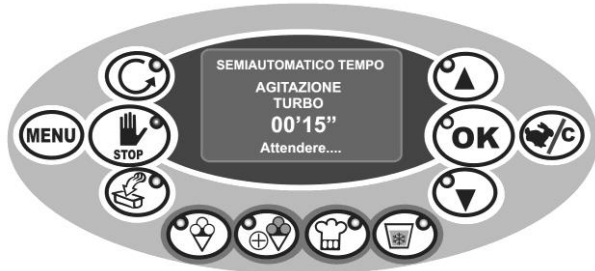 SEMIAUTOMATICO TEMPO
AGITAZIONE
TURBO
00'15”
Attendere....
MENU
STOP
OK
/C